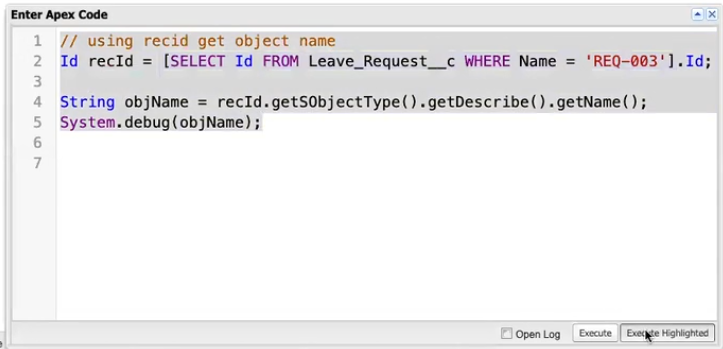 Enter Apex Code
1 // using recid get object name
2 Id recId = [SELECT Id FROM Leave_Request__c WHERE Name = 'REQ-003'].Id;
3
4 String objName = recId.getSObjectType().getDescribe().getName();
5 System.debug(objName);
6
7
Open Log Execute Execute Highlighted